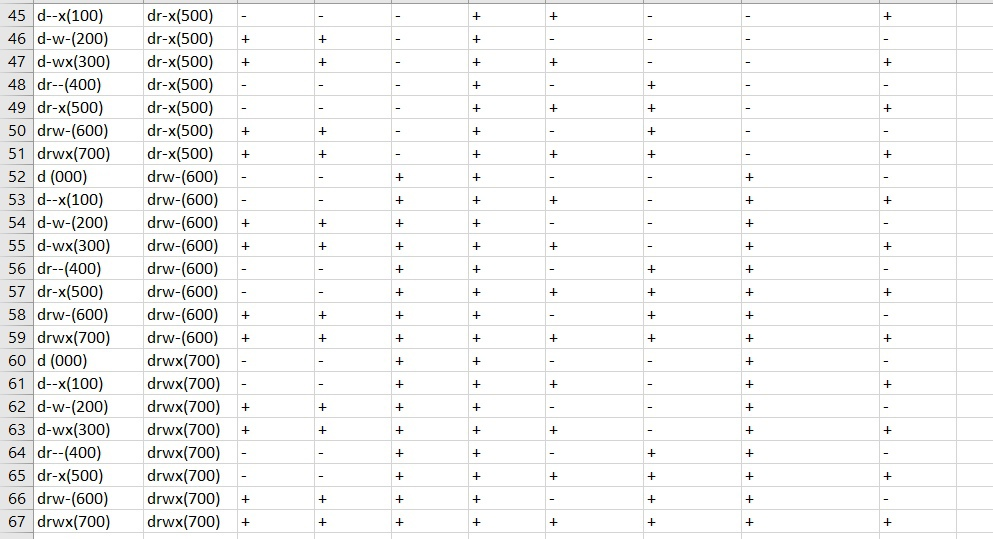 45 d--x(100) dr-x(500) - - - + + - - +
46 d-w-(200) dr-x(500) + + - + - - - -
47 d-wx(300) dr-x(500) + + - + + - - +
48 dr--(400) dr-x(500) - - - + - + - -
49 dr-x(500) dr-x(500) - - - + + + - +
50 drw-(600) dr-x(500) + + - + - + - -
51 drwx(700) dr-x(500) + + - + + + - +
52 d (000) drw-(600) - - + + - - + -
53 d--x(100) drw-(600) - - + + + - + +
54 d-w-(200) drw-(600) + + + + - - + -
55 d-wx(300) drw-(600) + + + + + - + +
56 dr--(400) drw-(600) - - + + - + + -
57 dr-x(500) drw-(600) - - + + + + + +
58 drw-(600) drw-(600) + + + + - + + -
59 drwx(700) drw-(600) + + + + + + + +
60 d (000) drwx(700) - - + + - - + -
61 d--x(100) drwx(700) - - + + + - + +
62 d-w-(200) drwx(700) + + + + - - + -
63 d-wx(300) drwx(700) + + + + + - + +
64 dr--(400) drwx(700) - - + + - + + -
65 dr-x(500) drwx(700) - - + + + + + +
66 drw-(600) drwx(700) + + + + - + + -
67 drwx(700) drwx(700) + + + + + + + +